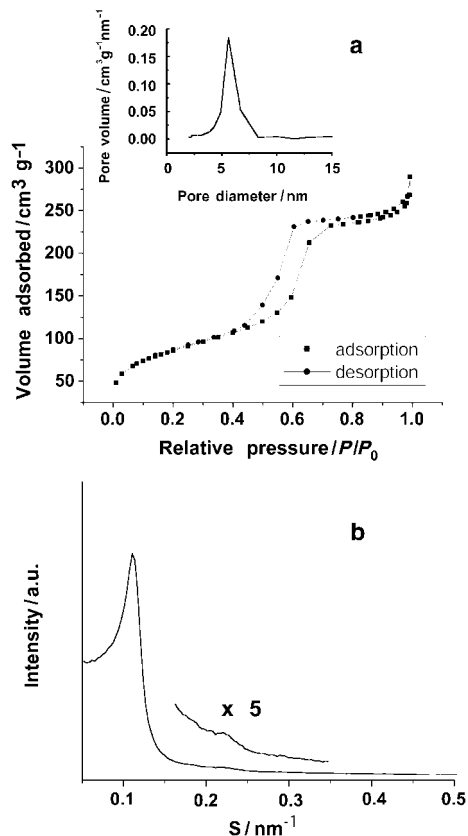 a
Pore volume/cm³g⁻¹nm⁻¹
0.20
0.15
0.10
0.05
0.00
0
5
10
15
Pore diameter/nm
Volume adsorbed/cm³ g⁻¹
300
250
200
150
100
50
adsorption
desorption
0.0 0.2 0.4 0.6 0.8 1.0
Relative pressure/P/P₀
b
Intensity/a.u.
x 5
0.1 0.2 0.3 0.4 0.5
S/nm⁻¹